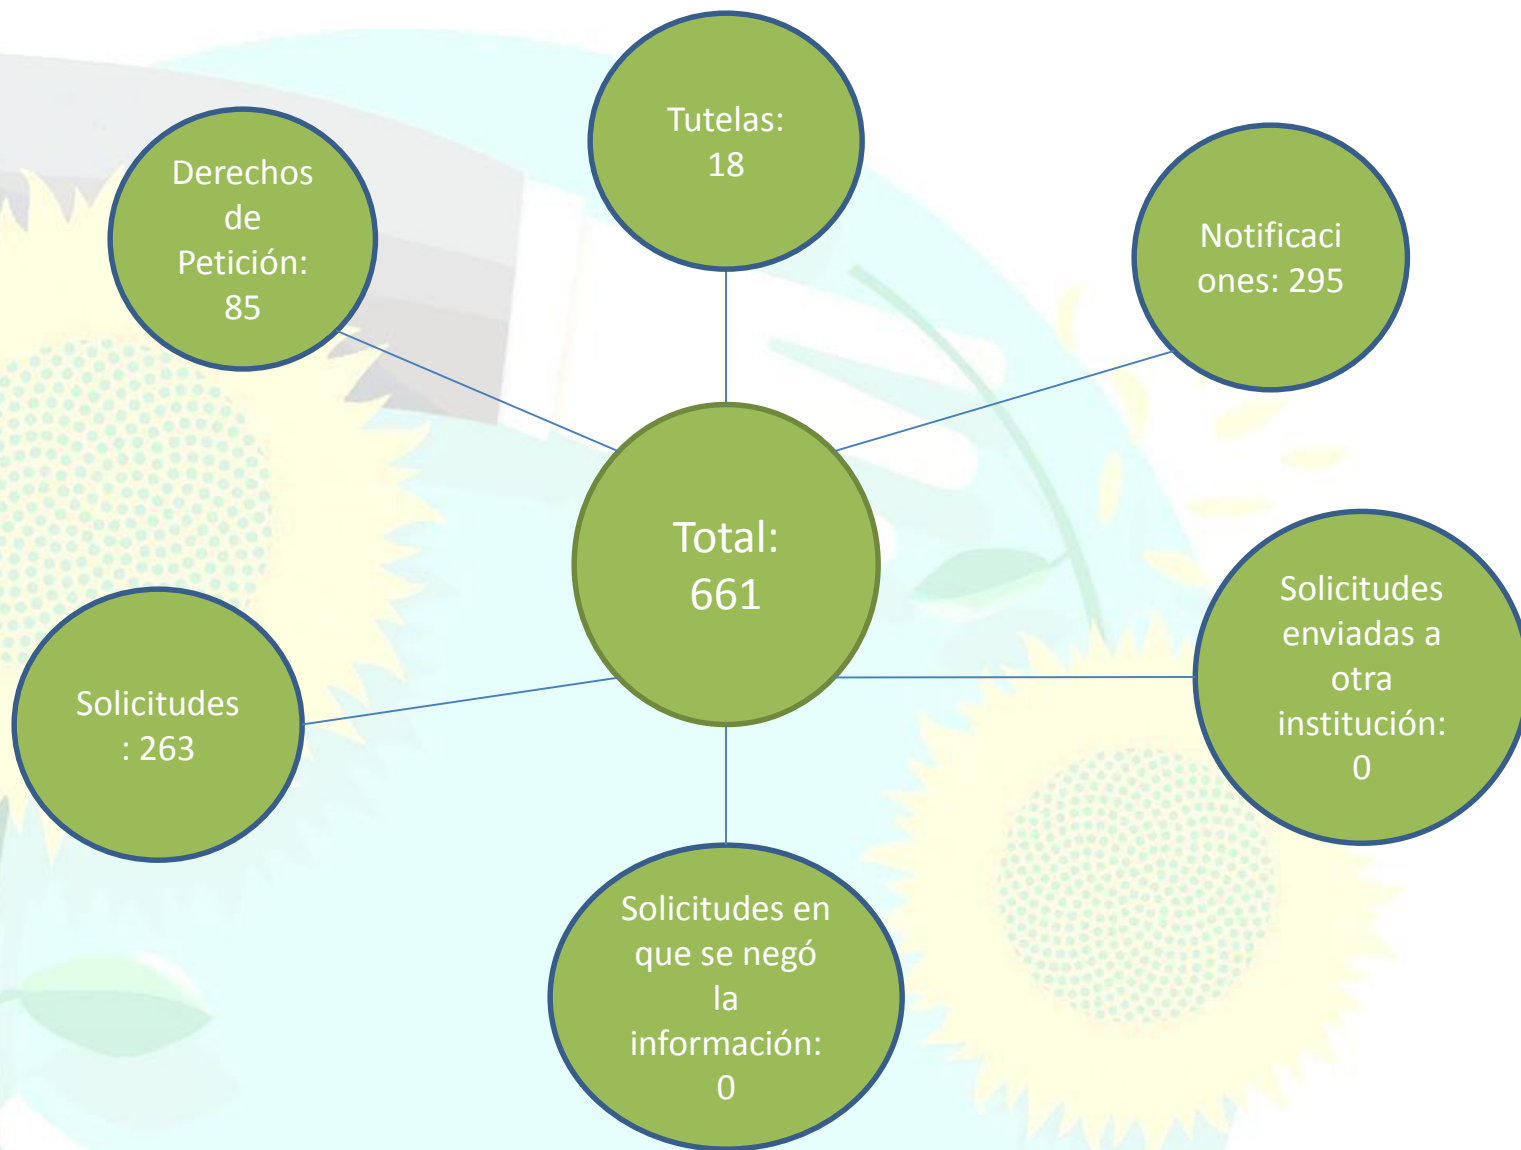 Tutelas:
18
Derechos
de
Petición:
85
Notificaci
ones: 295
Total:
661
Solicitudes
enviadas a
otra
institución:
0
Solicitudes
: 263
Solicitudes en
que se negó
la
información:
0